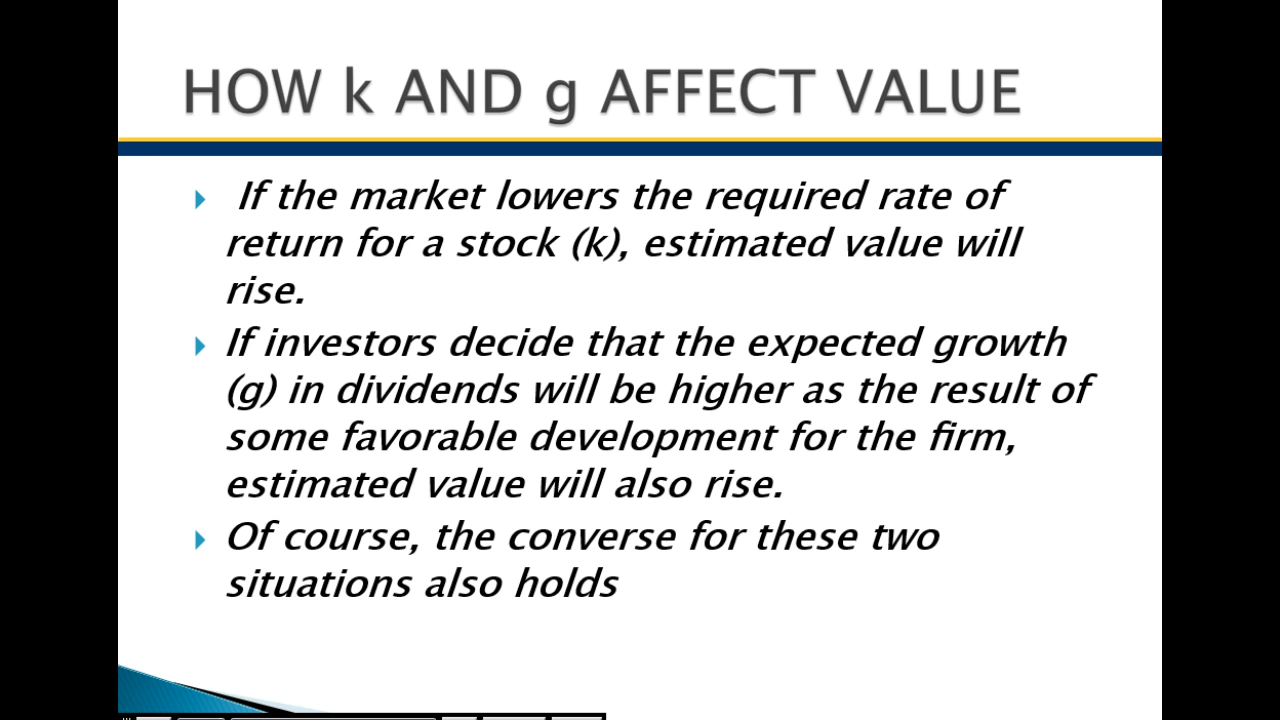 HOW k AND g AFFECT VALUE
If the market lowers the required rate of
return for a stock (k), estimated value will
rise.
If investors decide that the expected growth
(g) in dividends will be higher as the result of
some favorable development for the firm,
estimated value will also rise.
Of course, the converse for these two
situations also holds